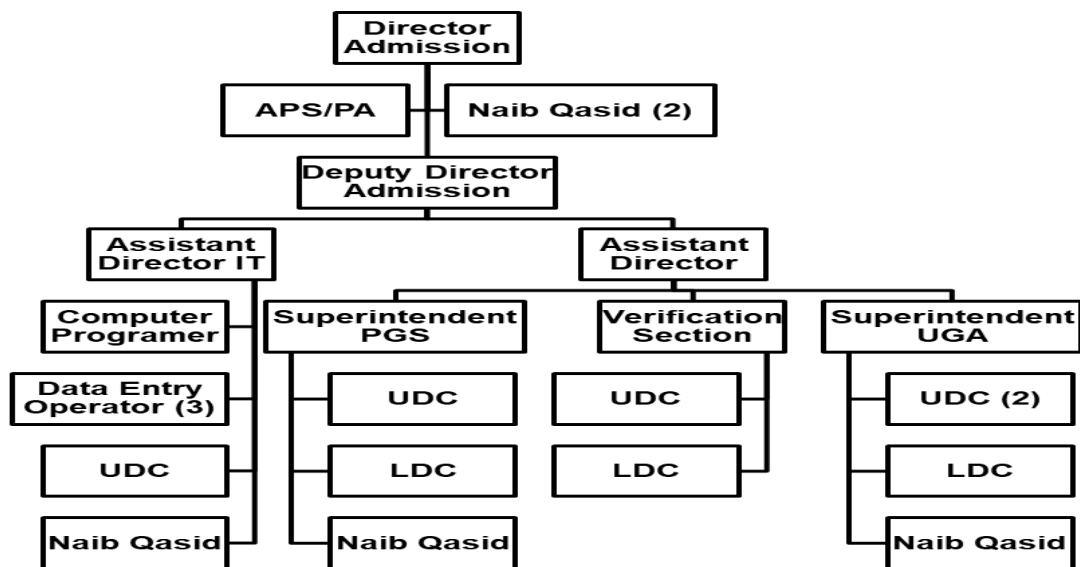 Director
Admission
APS/PA
Naib Qasid (2)
Deputy Director
Admission
Assistant
Director IT
Assistant
Director
Computer
Programer
Superintendent
PGS
Verification
Section
Superintendent
UGA
Data Entry
Operator (3)
UDC
UDC
UDC (2)
UDC
LDC
LDC
LDC
Naib Qasid
Naib Qasid
Naib Qasid